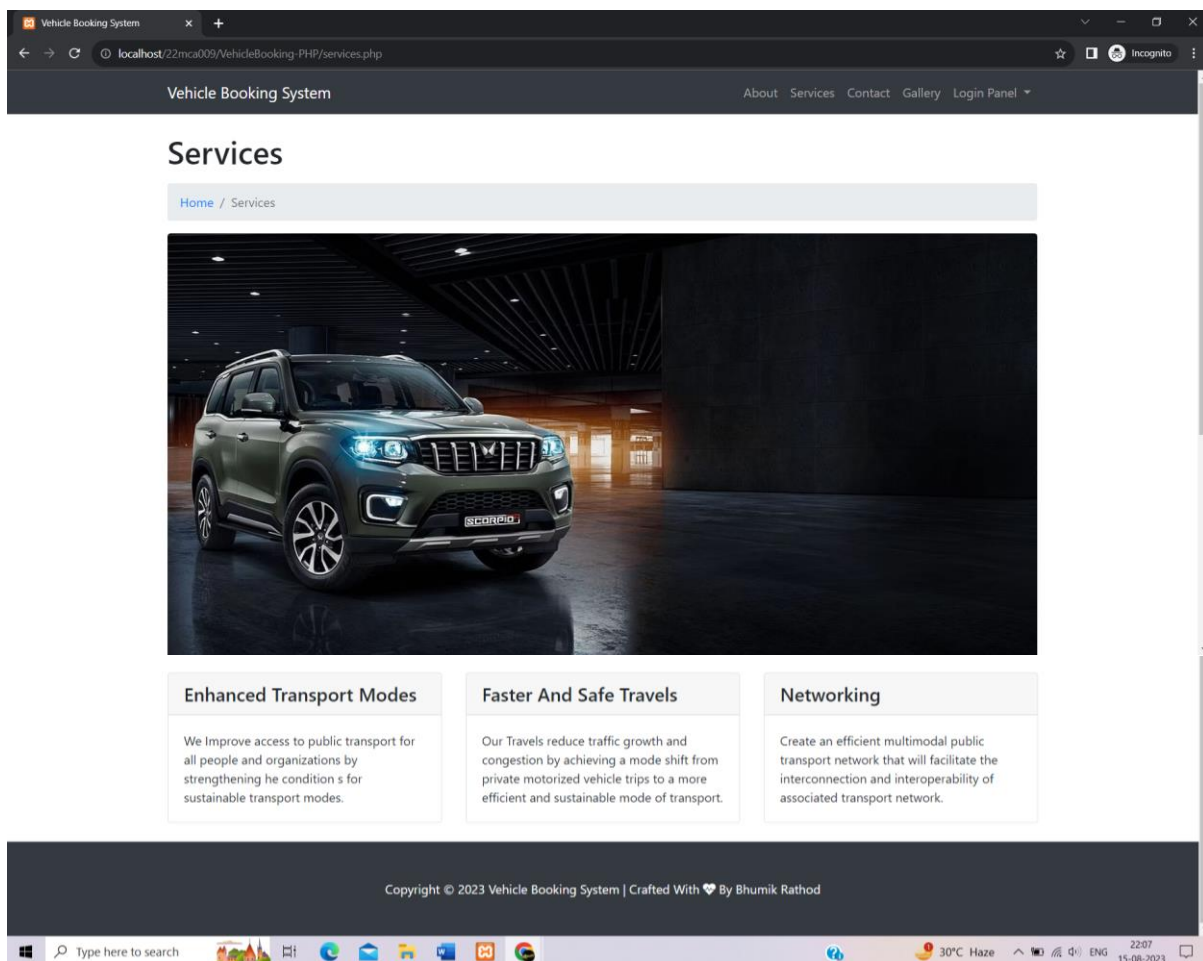 Vehicle Booking System
localhost/22mca009/VehicleBooking-PHP/services.php
Incognito
Vehicle Booking System
About Services Contact Gallery Login Panel
Services
Home / Services
SCORPIO
Enhanced Transport Modes
We Improve access to public transport for
all people and organizations by
strengthening he condition s for
sustainable transport modes.
Faster And Safe Travels
Our Travels reduce traffic growth and
congestion by achieving a mode shift from
private motorized vehicle trips to a more
efficient and sustainable mode of transport.
Networking
Create an efficient multimodal public
transport network that will facilitate the
interconnection and interoperability of
associated transport network.
Copyright © 2023 Vehicle Booking System | Crafted With By Bhumik Rathod
Type here to search
30°C Haze
ENG
22:07
15-08-2023